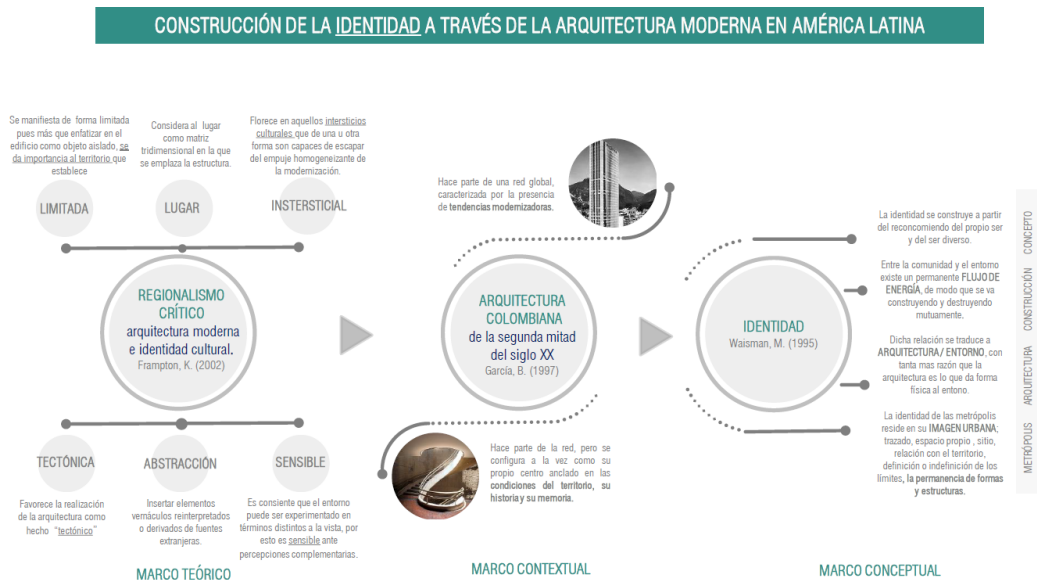 CONSTRUCCIÓN DE LA IDENTIDAD A TRAVÉS DE LA ARQUITECTURA MODERNA EN AMÉRICA LATINA
Se manifiesta de forma limitada
pues más que enfatizar en el
edificio como objeto aislado, se
da importancia al territorio que
establece
LIMITADA
Considera al lugar
como matriz
tridimensional en la que
se emplaza la estructura.
LUGAR
Florece en aquellos intersticios
culturales que de una u otra
forma son capaces de escapar
del empuje homogeneizante de
la modernización.
INSTERSTICIAL
REGIONALISMO
CRÍTICO
arquitectura moderna
e identidad cultural.
Frampton, K. (2002)
TECTÓNICA
Favorece la realización
de la arquitectura como
hecho “tectónico”
ABSTRACCIÓN
Insertar elementos
vernáculos reinterpretados
o derivados de fuentes
extranjeras.
SENSIBLE
Es consiente que el entorno
puede ser experimentado en
términos distintos a la vista, por
esto es sensible ante
percepciones complementarias.
MARCO TEÓRICO
Hace parte de una red global,
caracterizada por la presencia
de tendencias modernizadoras.
ARQUITECTURA
COLOMBIANA
de la segunda mitad
del siglo XX
García, B. (1997)
Hace parte de la red, pero se
configura a la vez como su
propio centro anclado en las
condiciones del territorio, su
historia y su memoria.
MARCO CONTEXTUAL
IDENTIDAD
Waisman, M. (1995)
La identidad se construye a partir
del reconcomiendo del propio ser
y del ser diverso.
CONCEPTO
Entre la comunidad y el entorno
existe un permanente FLUJO DE
ENERGÍA, de modo que se va
construyendo y destruyendo
mutuamente.
CONSTRUCCIÓN
Dicha relación se traduce a
ARQUITECTURA/ ENTORNO, con
tanta mas razón que la
arquitectura es lo que da forma
física al entono.
ARQUITECTURA
La identidad de las metrópolis
reside en su IMAGEN URBANA;
trazado, espacio propio , sitio,
relación con el territorio,
definición o indefinición de los
límites, la permanencia de formas
y estructuras.
METRÓPOLIS
MARCO CONCEPTUAL